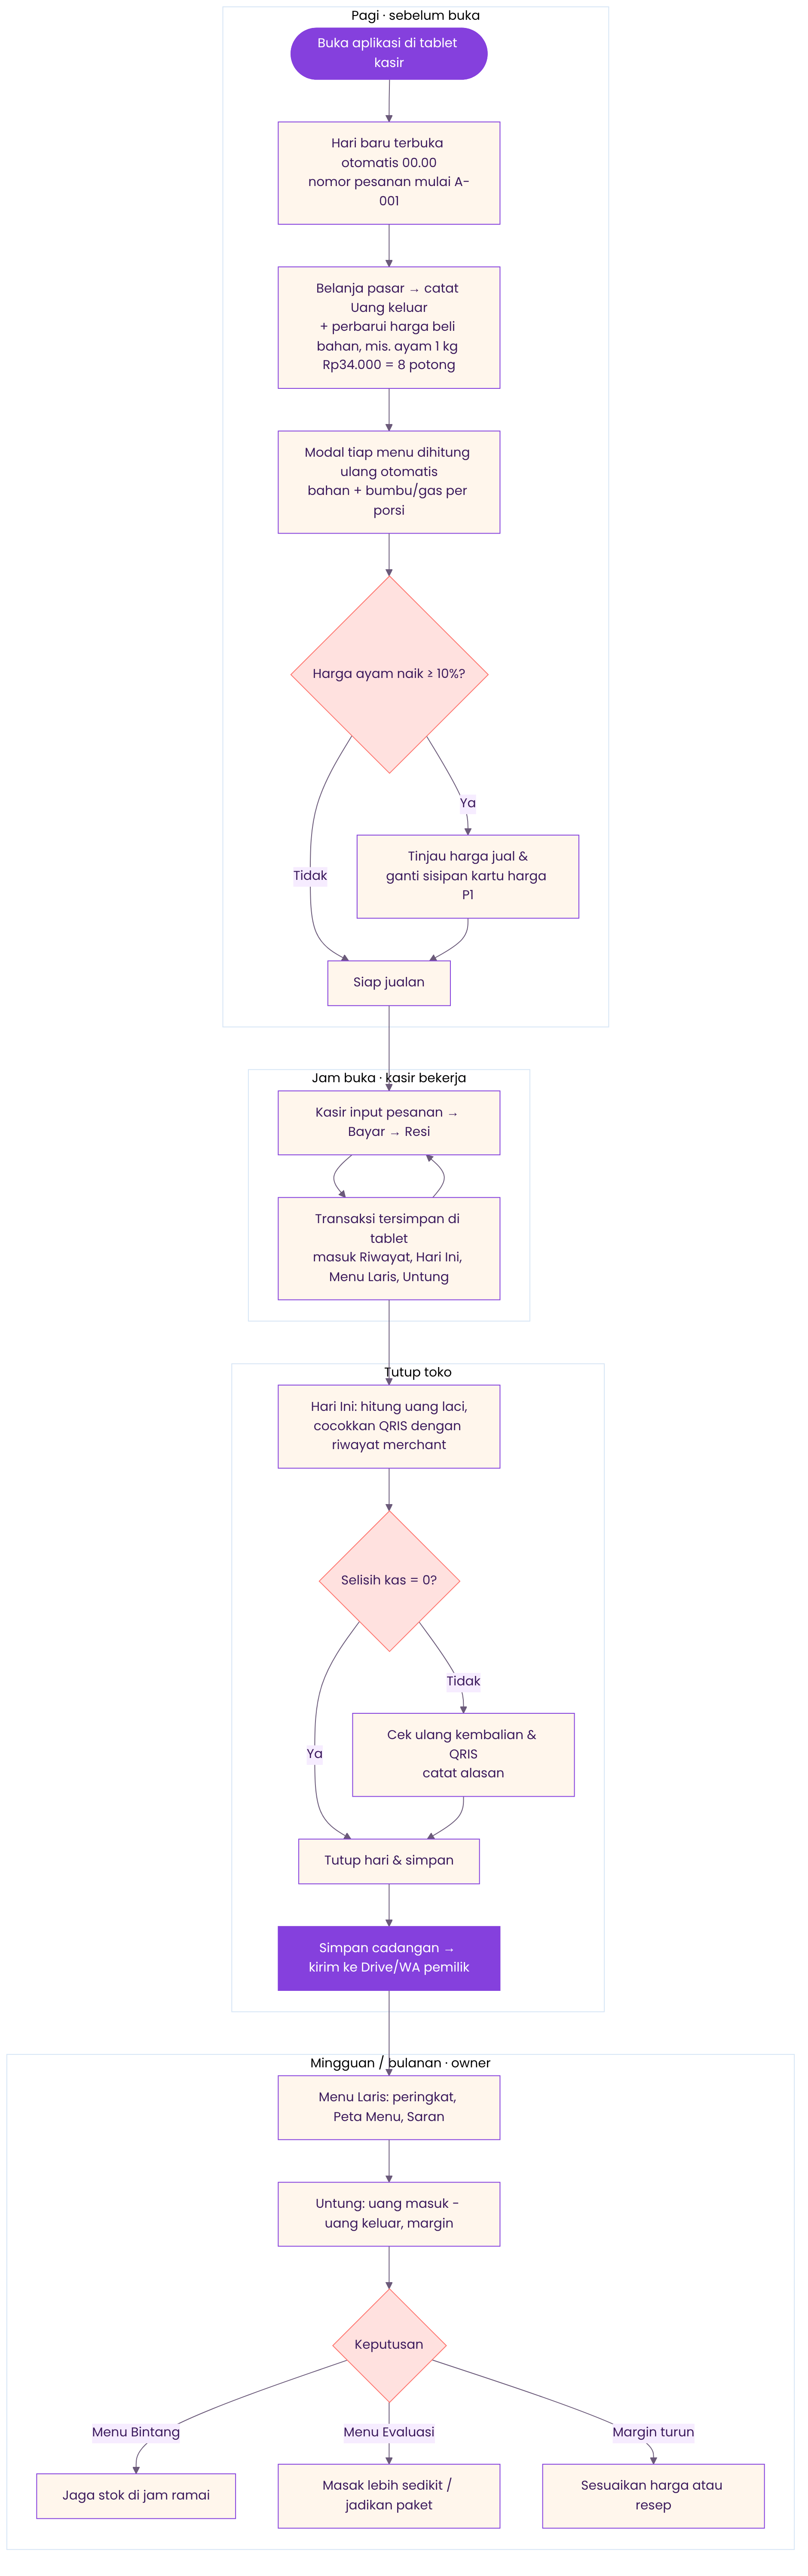 Pagi · sebelum buka
Buka aplikasi di tablet
kasir
Hari baru terbuka
otomatis 00.00
nomor pesanan mulai A-
001
Belanja pasar → catat
Uang keluar
+ perbarui harga beli
bahan, mis. ayam 1 kg
Rp34.000 = 8 potong
Modal tiap menu dihitung
ulang otomatis
bahan + bumbu/gas per
porsi
Harga ayam naik ≥ 10%?
Ya
Tinjau harga jual &
ganti sisipan kartu harga
P1
Tidak
Siap jualan
Jam buka · kasir bekerja
Kasir input pesanan →
Bayar → Resi
Transaksi tersimpan di
tablet
masuk Riwayat, Hari Ini,
Menu Laris, Untung
Tutup toko
Hari Ini: hitung uang laci,
cocokkan QRIS dengan
riwayat merchant
Selisih kas = 0?
Tidak
Cek ulang kembalian &
QRIS
catat alasan
Ya
Tutup hari & simpan
Simpan cadangan →
kirim ke Drive/WA pemilik
Mingguan / bulanan · owner
Menu Laris: peringkat,
Peta Menu, Saran
Untung: uang masuk −
uang keluar, margin
Keputusan
Menu Bintang
Menu Evaluasi
Margin turun
Jaga stok di jam ramai
Masak lebih sedikit /
jadikan paket
Sesuaikan harga atau
resep